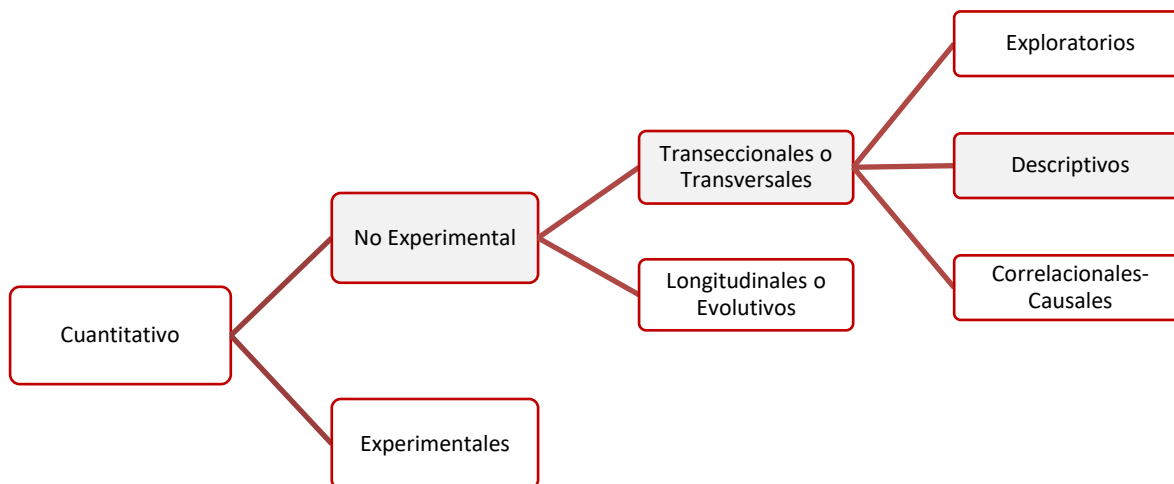 Exploratorios
Transeccionales o
Transversales
Descriptivos
No Experimental
Longitudinales o
Evolutivos
Correlacionales-
Causales
Cuantitativo
Experimentales